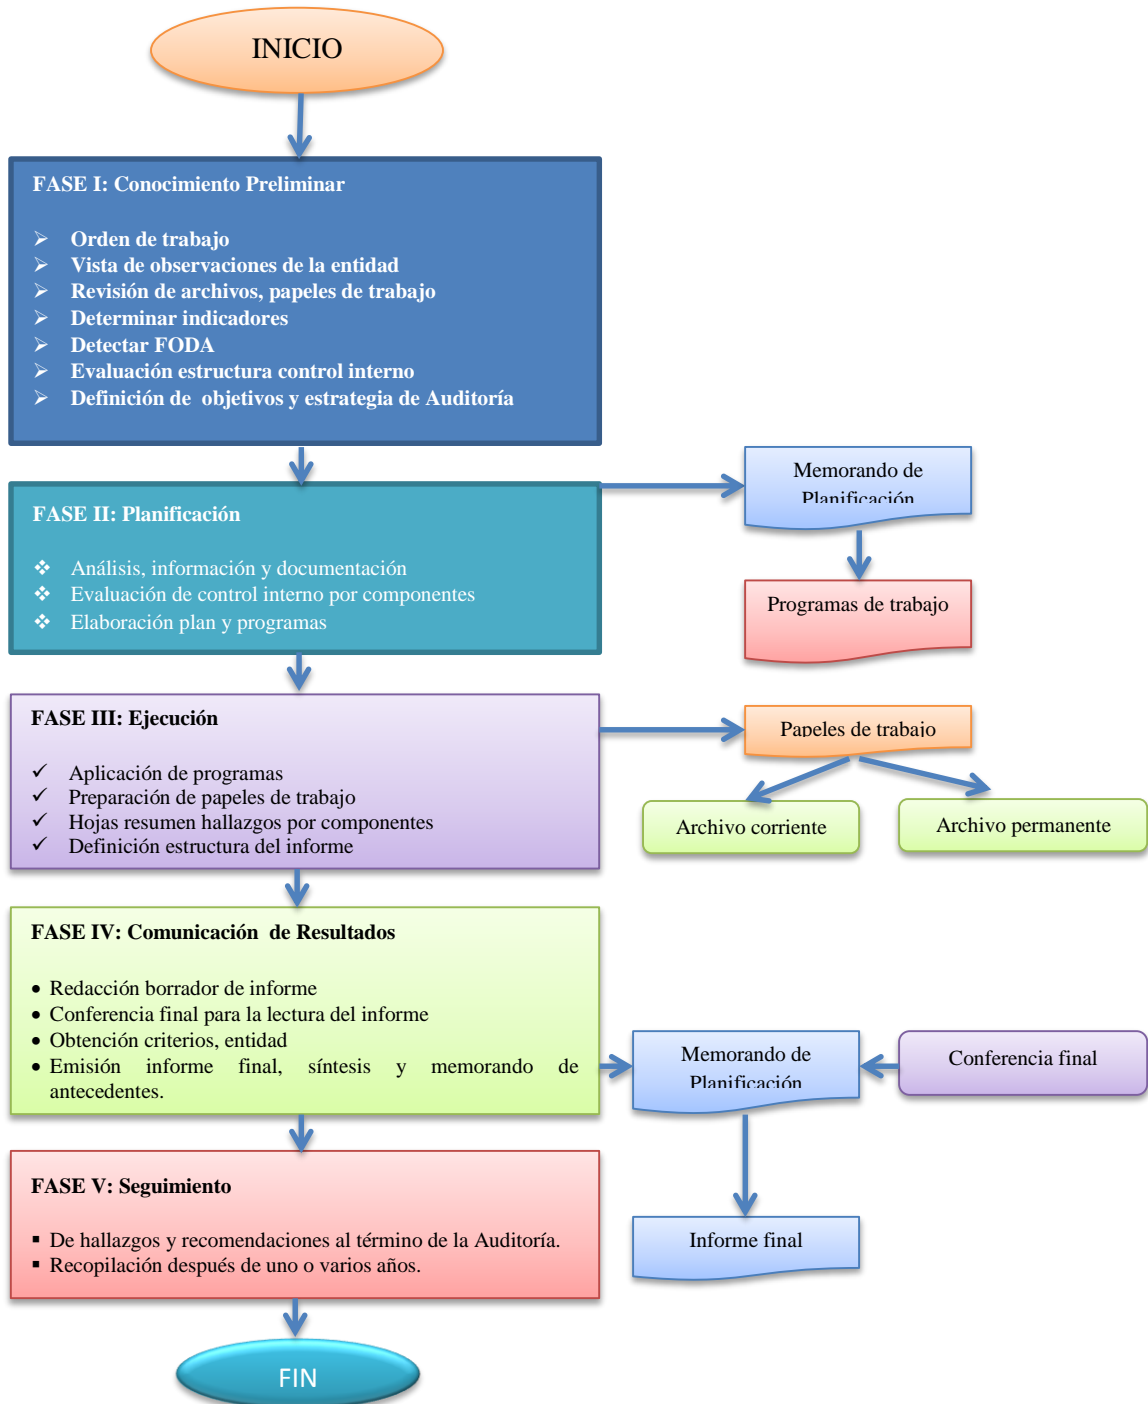 INICIO
FASE I: Conocimiento Preliminar
➢ Orden de trabajo
➢ Vista de observaciones de la entidad
➢ Revisión de archivos, papeles de trabajo
➢ Determinar indicadores
➢ Detectar FODA
➢ Evaluación estructura control interno
➢ Definición de objetivos y estrategia de Auditoría
Memorando de
Planificación
FASE II: Planificación
❖ Análisis, información y documentación
❖ Evaluación de control interno por componentes
❖ Elaboración plan y programas
Programas de trabajo
FASE III: Ejecución
✓ Aplicación de programas
✓ Preparación de papeles de trabajo
✓ Hojas resumen hallazgos por componentes
✓ Definición estructura del informe
Papeles de trabajo
Archivo corriente
Archivo permanente
FASE IV: Comunicación de Resultados
• Redacción borrador de informe
• Conferencia final para la lectura del informe
• Obtención criterios, entidad
• Emisión informe final, síntesis y memorando de
antecedentes.
Memorando de
Planificación
Conferencia final
FASE V: Seguimiento
▪ De hallazgos y recomendaciones al término de la Auditoría.
▪ Recopilación después de uno o varios años.
Informe final
FIN